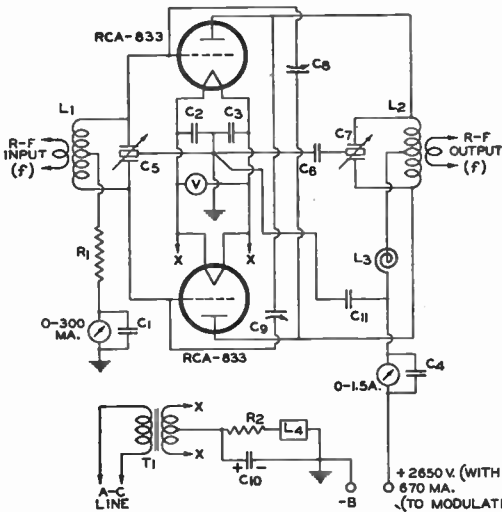 RCA-833
C8
L1
C2
C3
L2
R-F
INPUT
(f)
C5
C6
C7
R-F
OUTPUT
(f)
V
R1
X
X
L3
0-300
MA.
C1
C9
C11
RCA-833
0-1.5A.
C4
X
R2
L4
T1
X
C10
A-C
LINE
-B
+ 2650 V. (WITH
670 MA.
(TO MODULAT